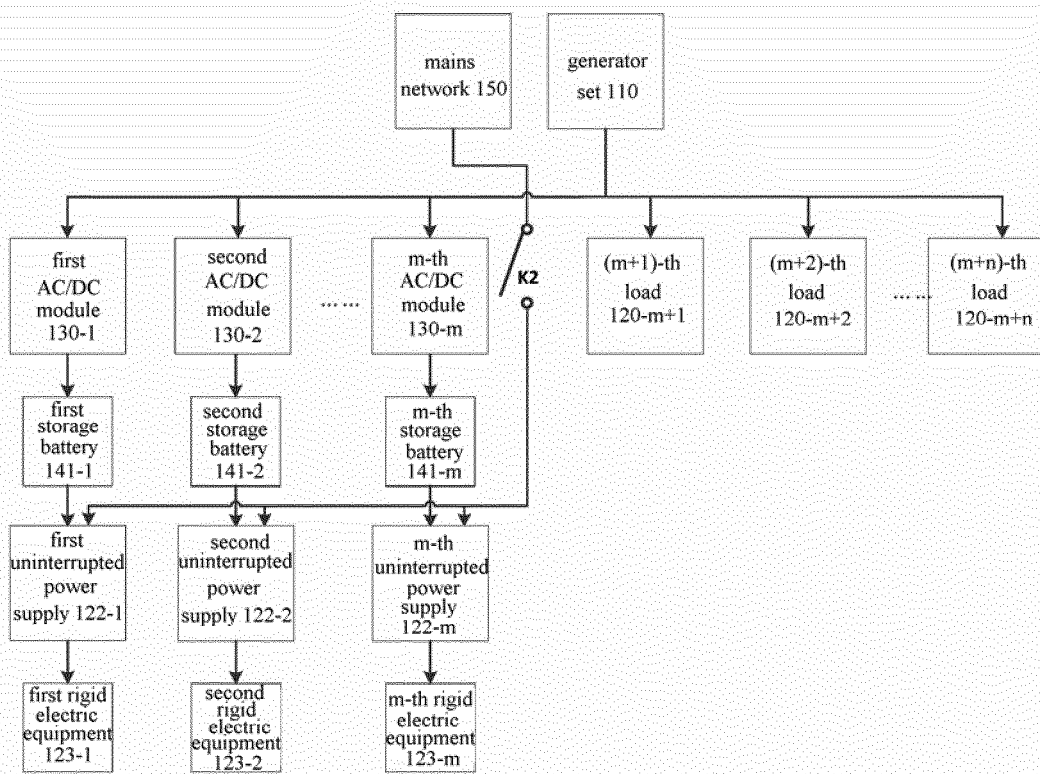 mains
network 150
generator
set 110
first
AC/DC
module
130-1
second
AC/DC
module
130-2
... ...
m-th
AC/DC
module
130-m
K2
(m+1)-th
load
120-m+1
(m+2)-th
load
120-m+2
... ...
(m+n)-th
load
120-m+n
first
storage
battery
141-1
second
storage
battery
141-2
m-th
storage
battery
141-m
first
uninterrupted
power
supply 122-1
second
uninterrupted
power
supply 122-2
m-th
uninterrupted
power
supply
122-m
first rigid
electric
equipment
123-1
second
rigid
electric
equipment
123-2
m-th rigid
electric
equipment
123-m